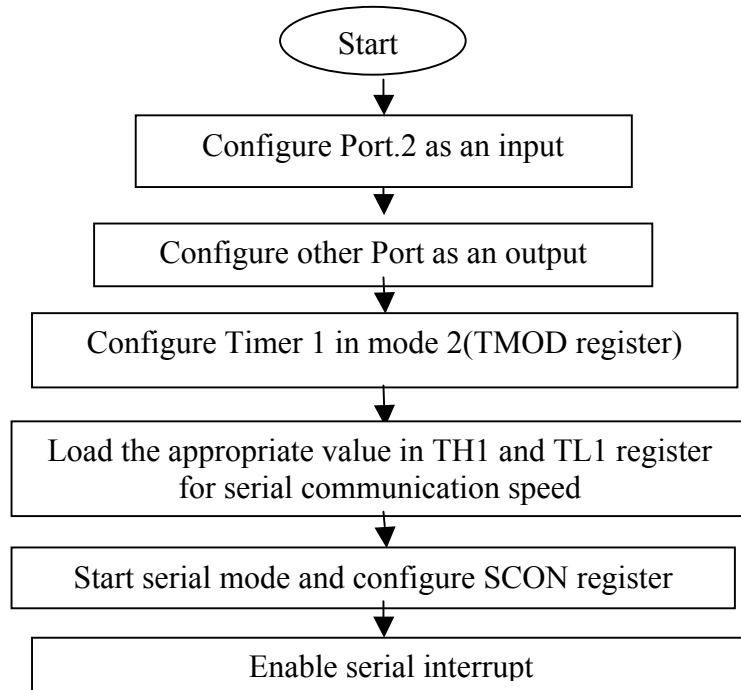 Start
Configure Port.2 as an input
Configure other Port as an output
Configure Timer 1 in mode 2(TMOD register)
Load the appropriate value in TH1 and TL1 register
for serial communication speed
Start serial mode and configure SCON register
Enable serial interrupt